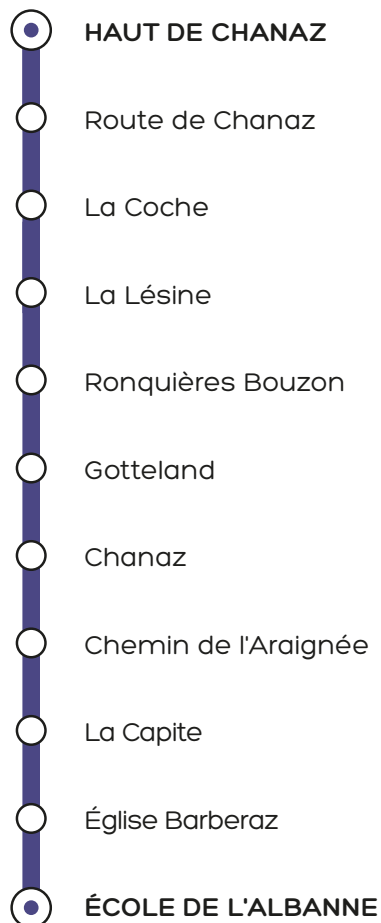 HAUT DE CHANAZ
Route de Chanaz
La Coche
La Lésine
Ronquières Bouzon
Gotteland
Chanaz
Chemin de l'Araignée
La Capite
Église Barberaz
ÉCOLE DE L'ALBANNE